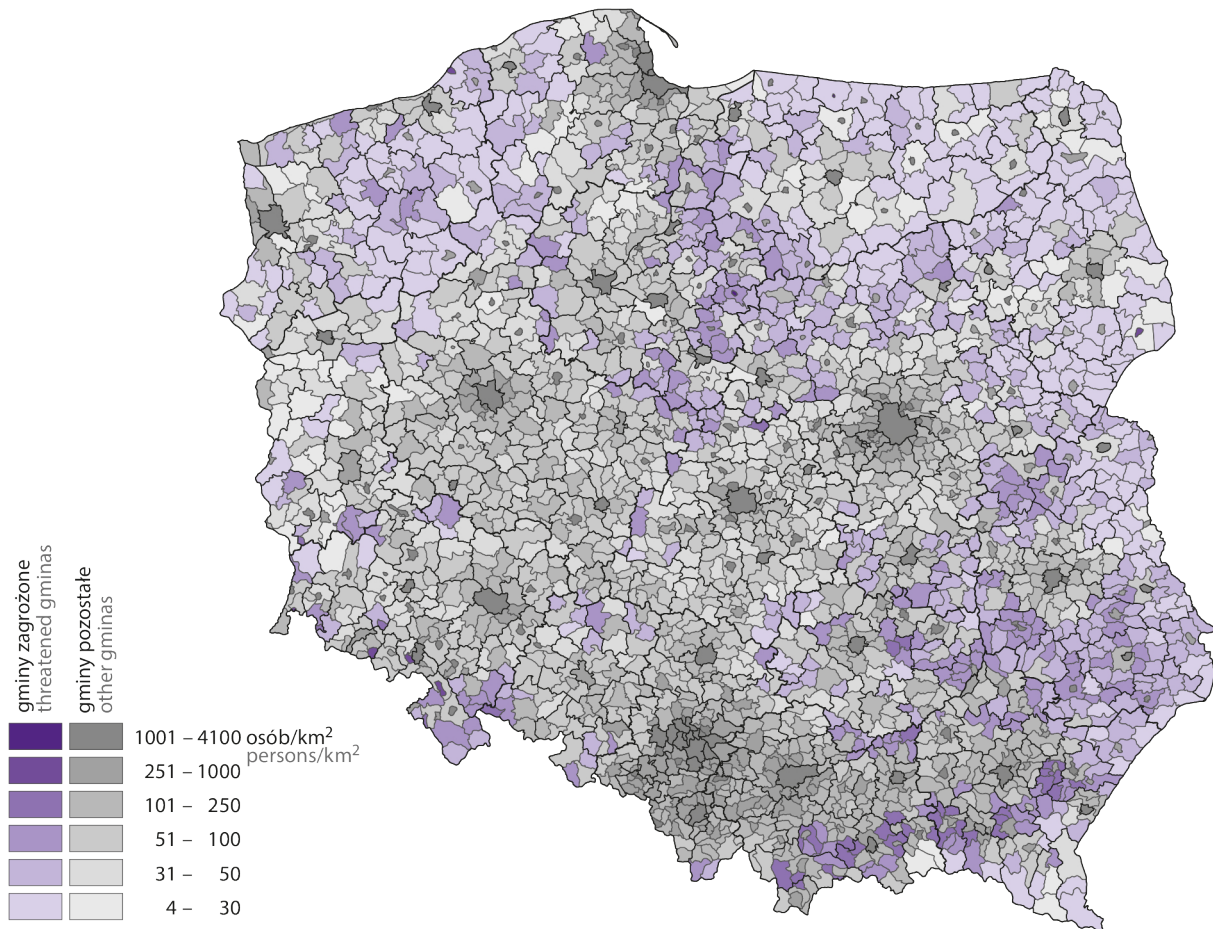 gminy zagrożone
threatened gminas
gminy pozostałe
other gminas
1001 – 4100 osób/km²
persons/km²
251 – 1000
101 – 250
51 – 100
31 – 50
4 – 30